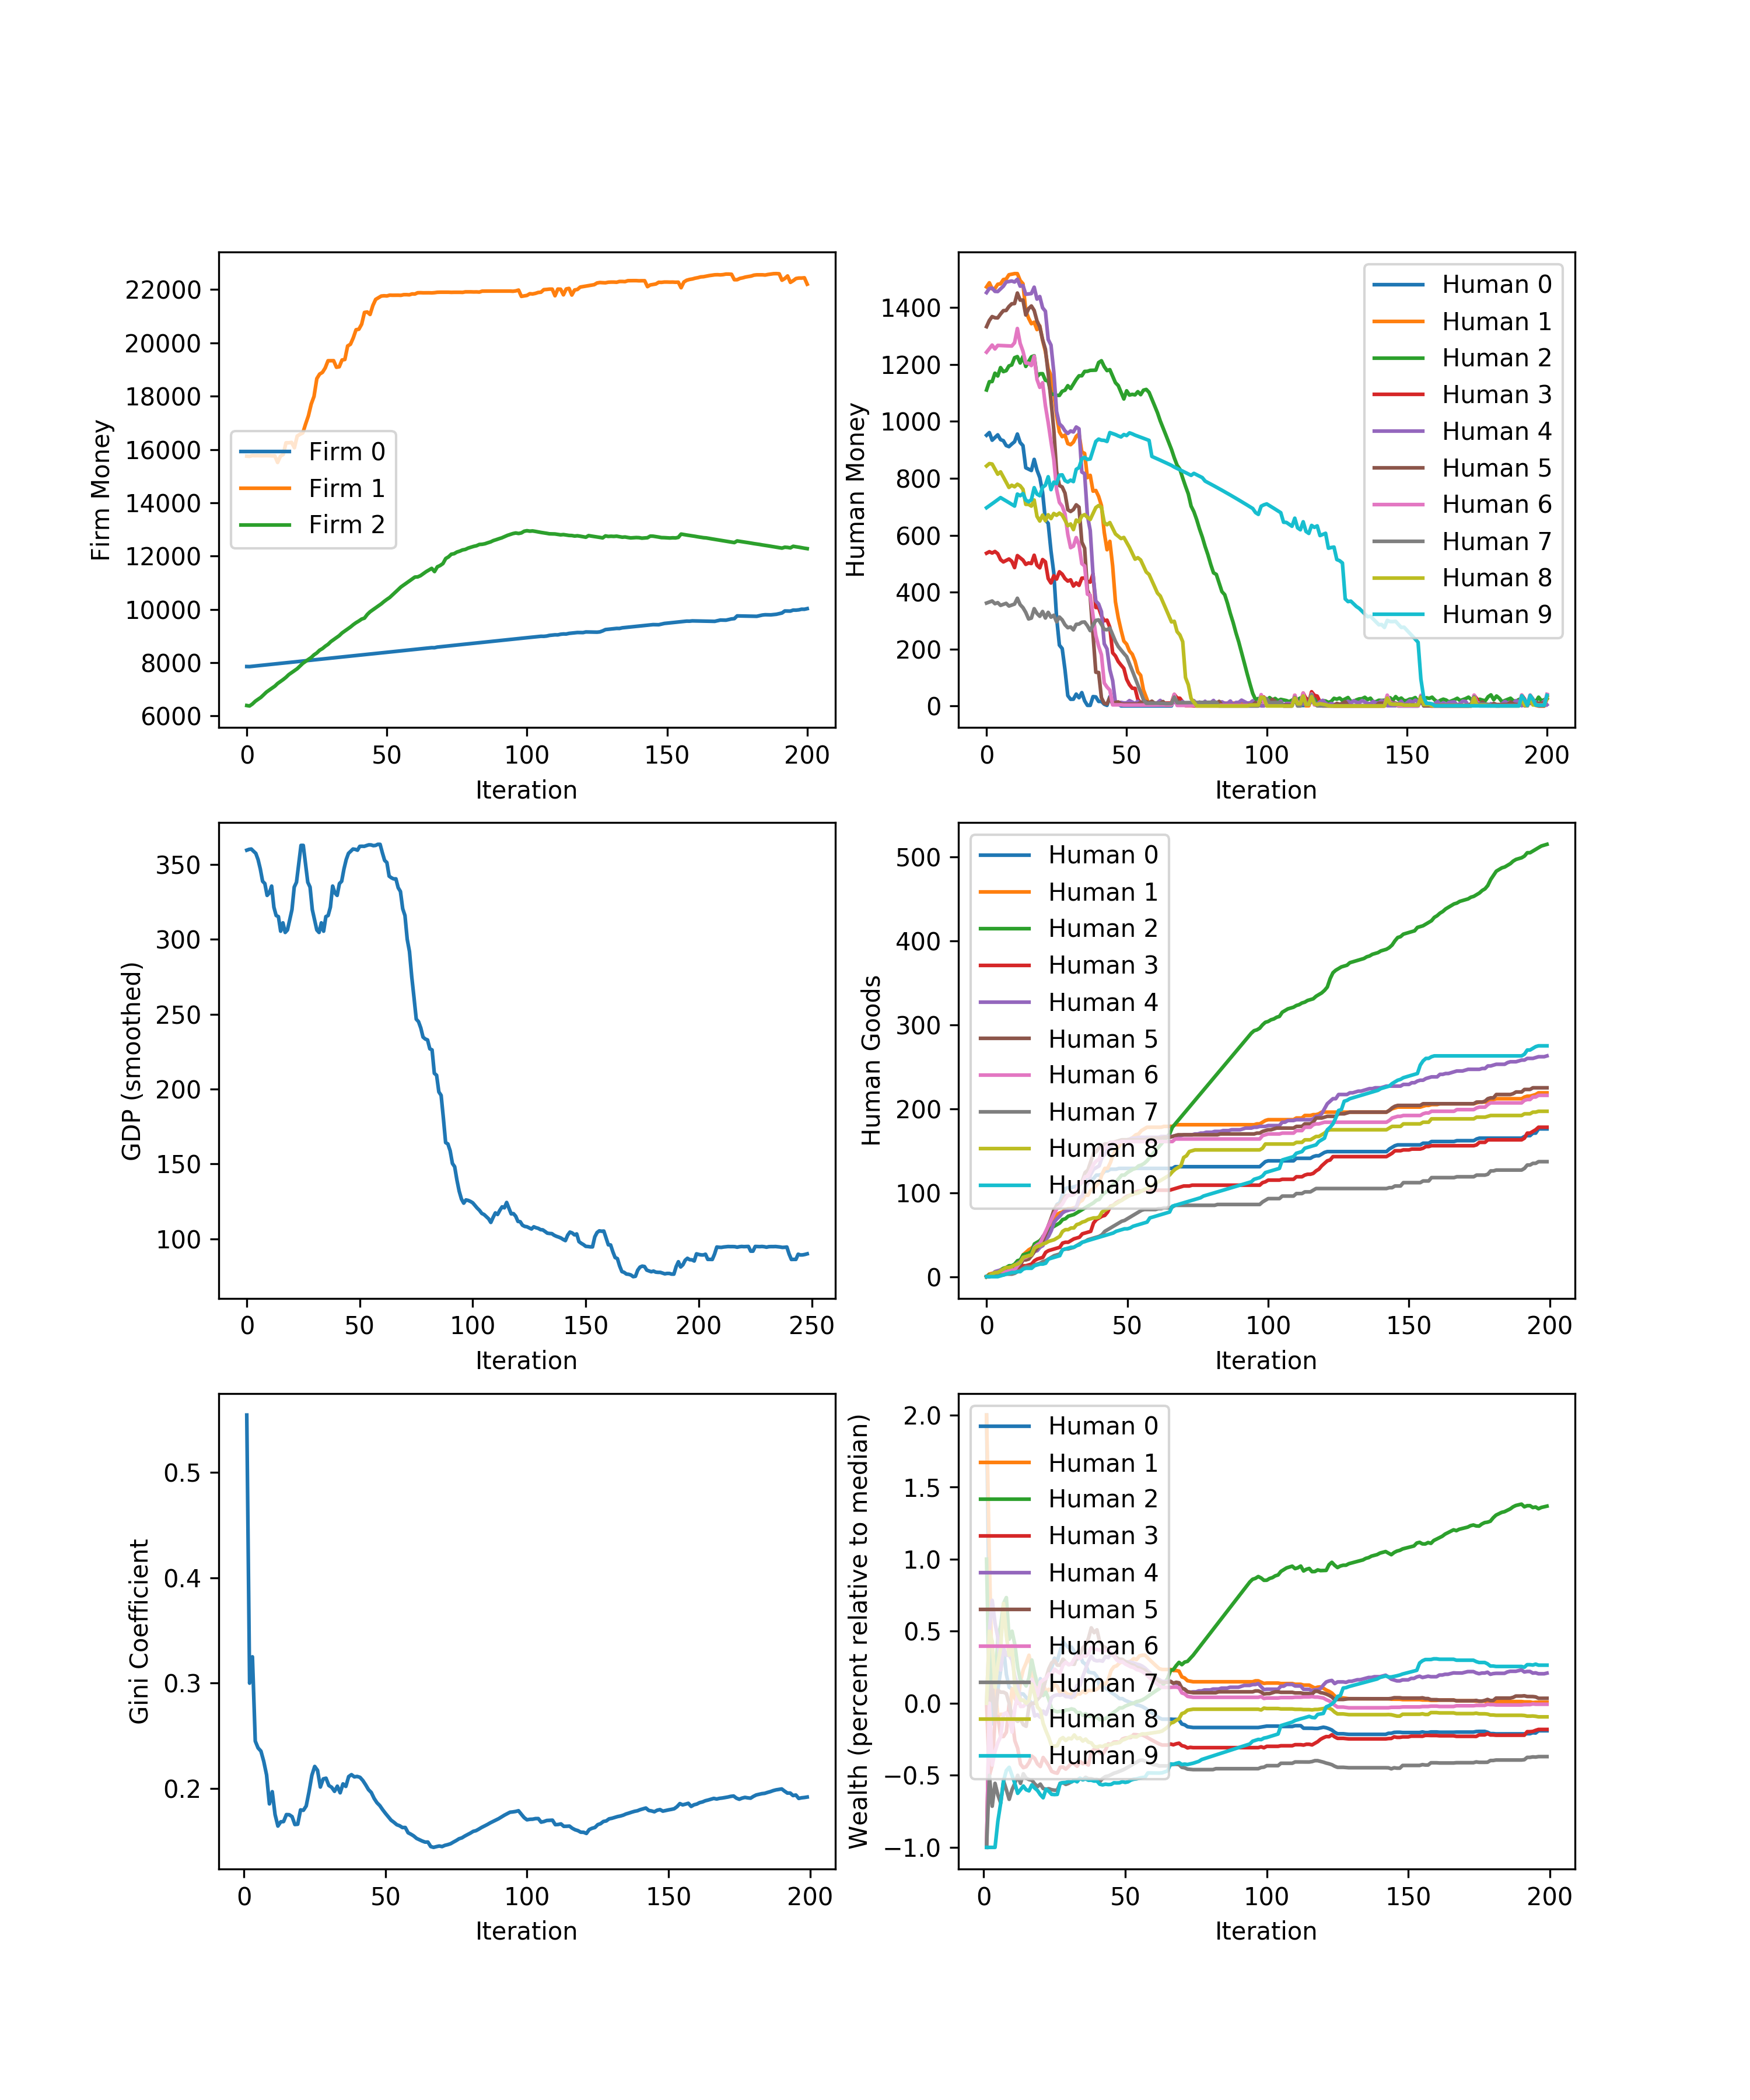 22000
20000
18000
16000
14000
12000
10000
8000
6000
Firm Money
Firm 0
Firm 1
Firm 2
0 50 100 150 200
Iteration
1400
1200
1000
800
600
400
200
0
Human Money
Human 0
Human 1
Human 2
Human 3
Human 4
Human 5
Human 6
Human 7
Human 8
Human 9
0 50 100 150 200
Iteration
350
300
250
200
150
100
GDP (smoothed)
0 50 100 150 200 250
Iteration
500
400
300
200
100
0
Human Goods
Human 0
Human 1
Human 2
Human 3
Human 4
Human 5
Human 6
Human 7
Human 8
Human 9
0 50 100 150 200
Iteration
0.5
0.4
0.3
0.2
Gini Coefficient
0 50 100 150 200
Iteration
2.0
1.5
1.0
0.5
0.0
−0.5
−1.0
Wealth (percent relative to median)
Human 0
Human 1
Human 2
Human 3
Human 4
Human 5
Human 6
Human 7
Human 8
Human 9
0 50 100 150 200
Iteration